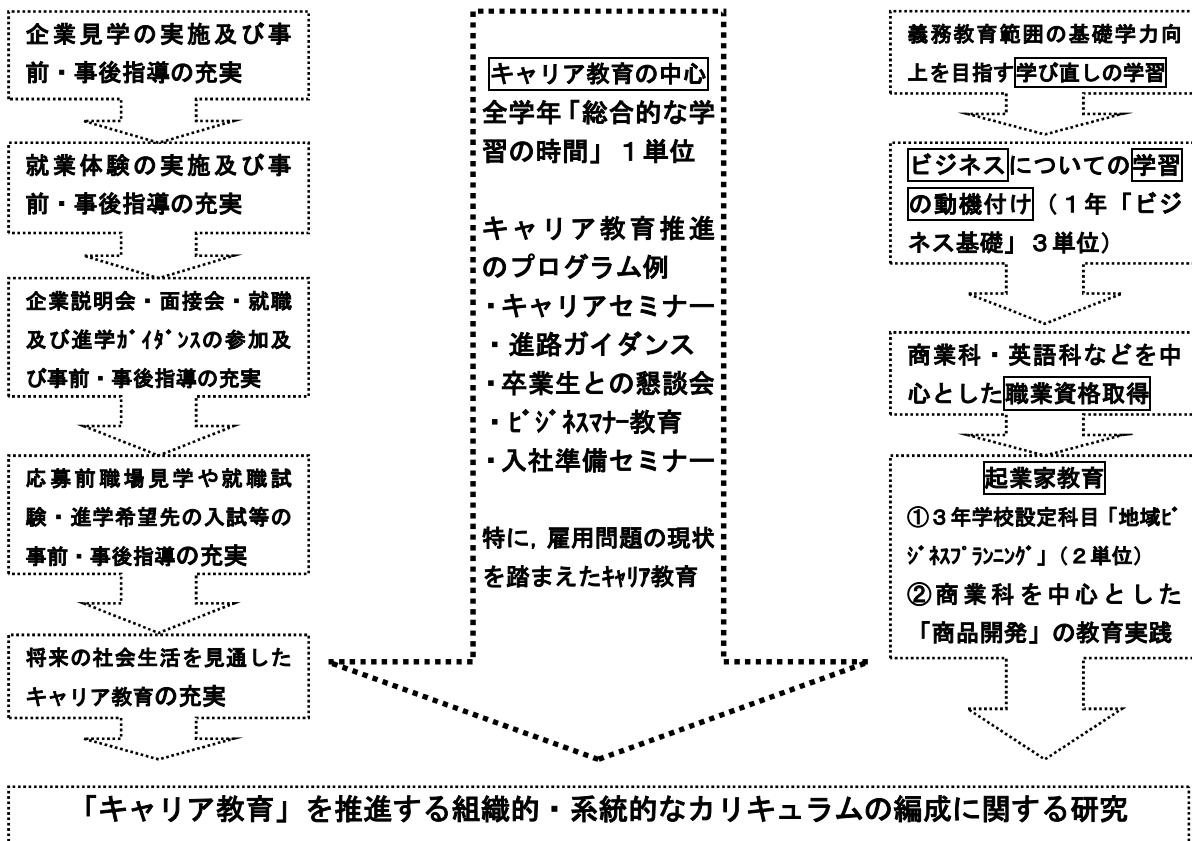 企業見学の実施及び事
前・事後指導の充実
就業体験の実施及び事
前・事後指導の充実
企業説明会・面接会・就職
及び進学ｶﾞｲﾀﾞﾝｽの参加及
び事前・事後指導の充実
応募前職場見学や就職試
験・進学希望先の入試等の
事前・事後指導の充実
将来の社会生活を見通した
キャリア教育の充実
キャリア教育の中心
全学年「総合的な学
習の時間」１単位
キャリア教育推進
のプログラム例
・キャリアセミナー
・進路ガイダンス
・卒業生との懇談会
・ﾋﾞｼﾞﾈｽﾏﾅｰ教育
・入社準備セミナー
特に，雇用問題の現状
を踏まえたｷｬﾘｱ教育
義務教育範囲の基礎学力向
上を目指す学び直しの学習
ビジネスについての学習
の動機付け（１年「ビジ
ネス基礎」３単位）
商業科・英語科などを中
心とした職業資格取得
起業家教育
①３年学校設定科目「地域ﾋﾞ
ｼﾞﾈｽﾌﾟﾗﾝﾆﾝｸﾞ」（２単位）
②商業科を中心とした
「商品開発」の教育実践
「キャリア教育」を推進する組織的・系統的なカリキュラムの編成に関する研究